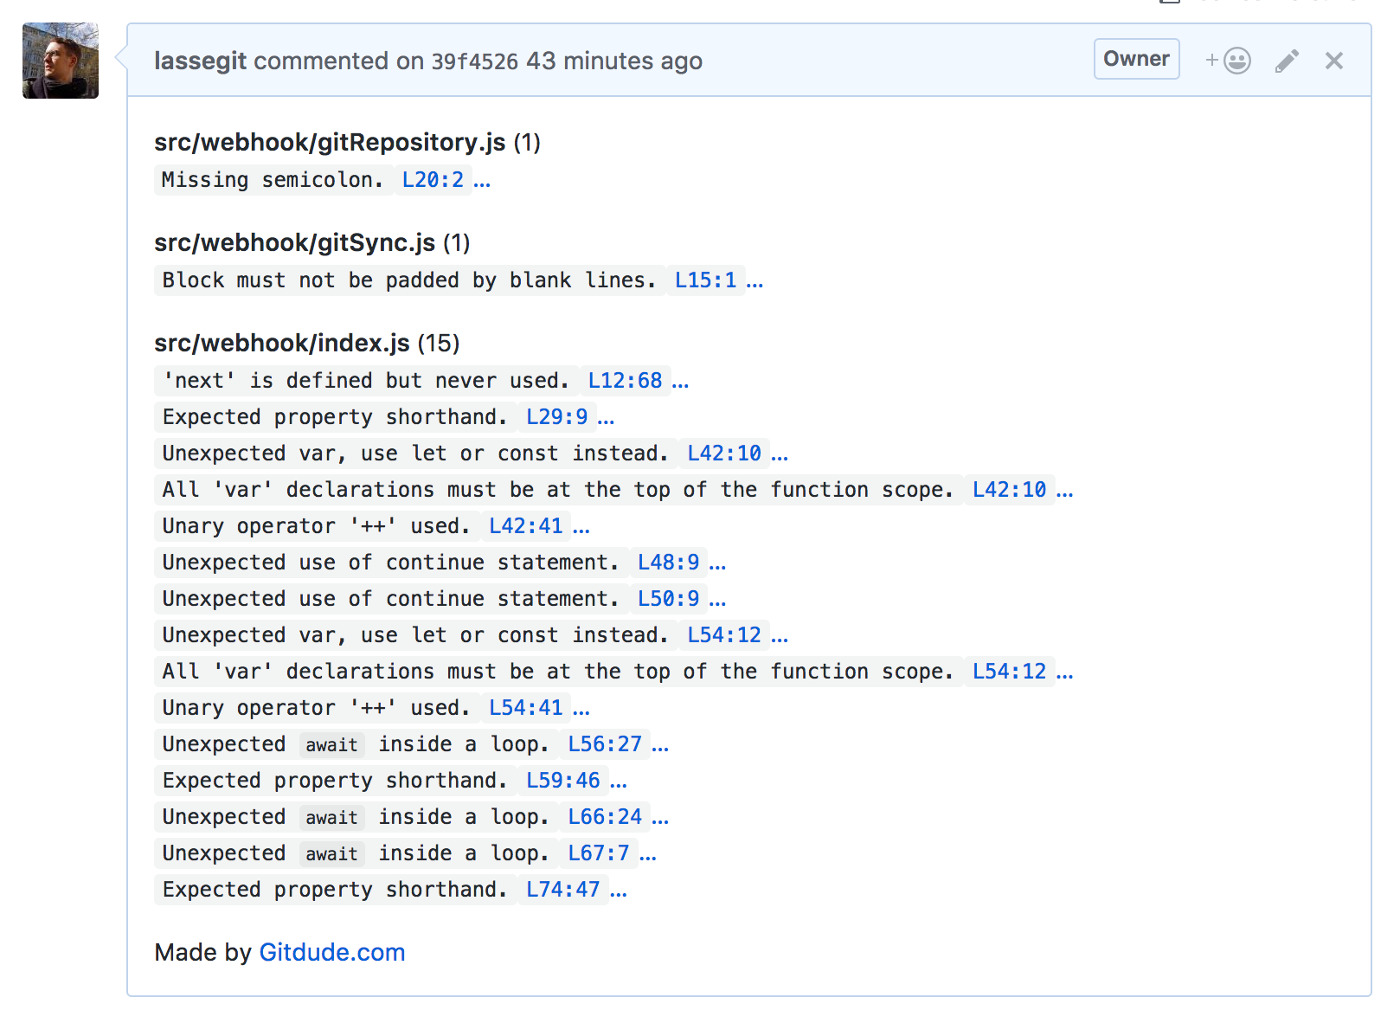 lassegit commented on 39f4526 43 minutes ago
Owner
src/webhook/gitRepository.js (1)
Missing semicolon. L20:2 ...
src/webhook/gitSync.js (1)
Block must not be padded by blank lines. L15:1 ...
src/webhook/index.js (15)
'next' is defined but never used. L12:68 ...
Expected property shorthand. L29:9 ...
Unexpected var, use let or const instead. L42:10 ...
All 'var' declarations must be at the top of the function scope. L42:10 ...
Unary operator '++' used. L42:41 ...
Unexpected use of continue statement. L48:9 ...
Unexpected use of continue statement. L50:9 ...
Unexpected var, use let or const instead. L54:12 ...
All 'var' declarations must be at the top of the function scope. L54:12 ...
Unary operator '++' used. L54:41 ...
Unexpected await inside a loop. L56:27 ...
Expected property shorthand. L59:46 ...
Unexpected await inside a loop. L66:24 ...
Unexpected await inside a loop. L67:7 ...
Expected property shorthand. L74:47 ...
Made by Gitdude.com